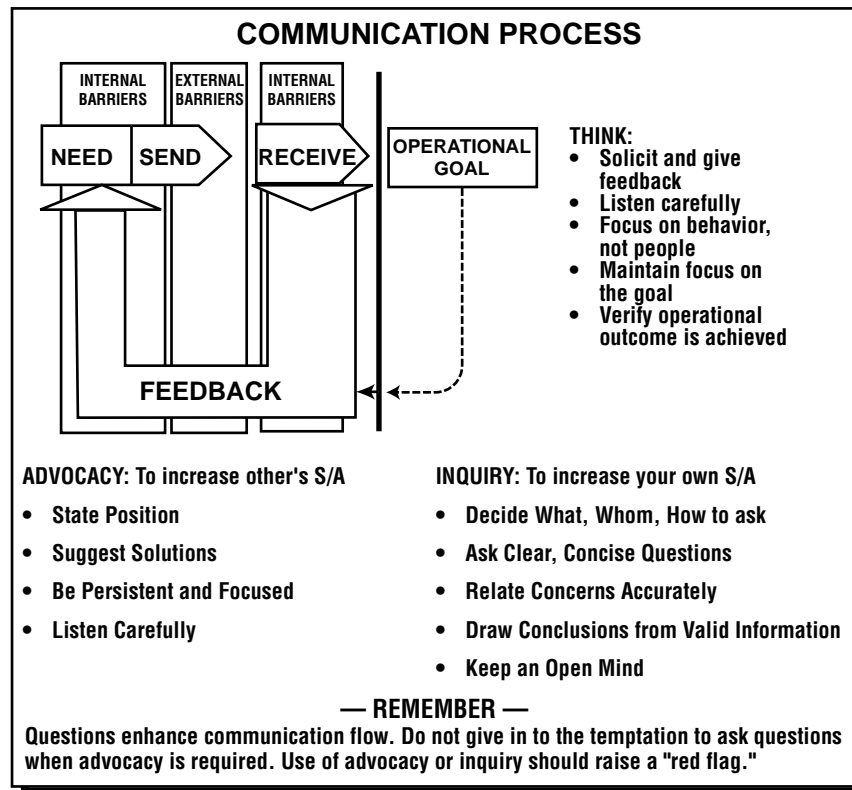 COMMUNICATION PROCESS
INTERNAL
BARRIERS
EXTERNAL
BARRIERS
INTERNAL
BARRIERS
NEED
SEND
RECEIVE
OPERATIONAL
GOAL
FEEDBACK
THINK:
• Solicit and give
feedback
• Listen carefully
• Focus on behavior,
not people
• Maintain focus on
the goal
• Verify operational
outcome is achieved
ADVOCACY: To increase other's S/A
• State Position
• Suggest Solutions
• Be Persistent and Focused
• Listen Carefully
INQUIRY: To increase your own S/A
• Decide What, Whom, How to ask
• Ask Clear, Concise Questions
• Relate Concerns Accurately
• Draw Conclusions from Valid Information
• Keep an Open Mind
— REMEMBER —
Questions enhance communication flow. Do not give in to the temptation to ask questions
when advocacy is required. Use of advocacy or inquiry should raise a "red flag."